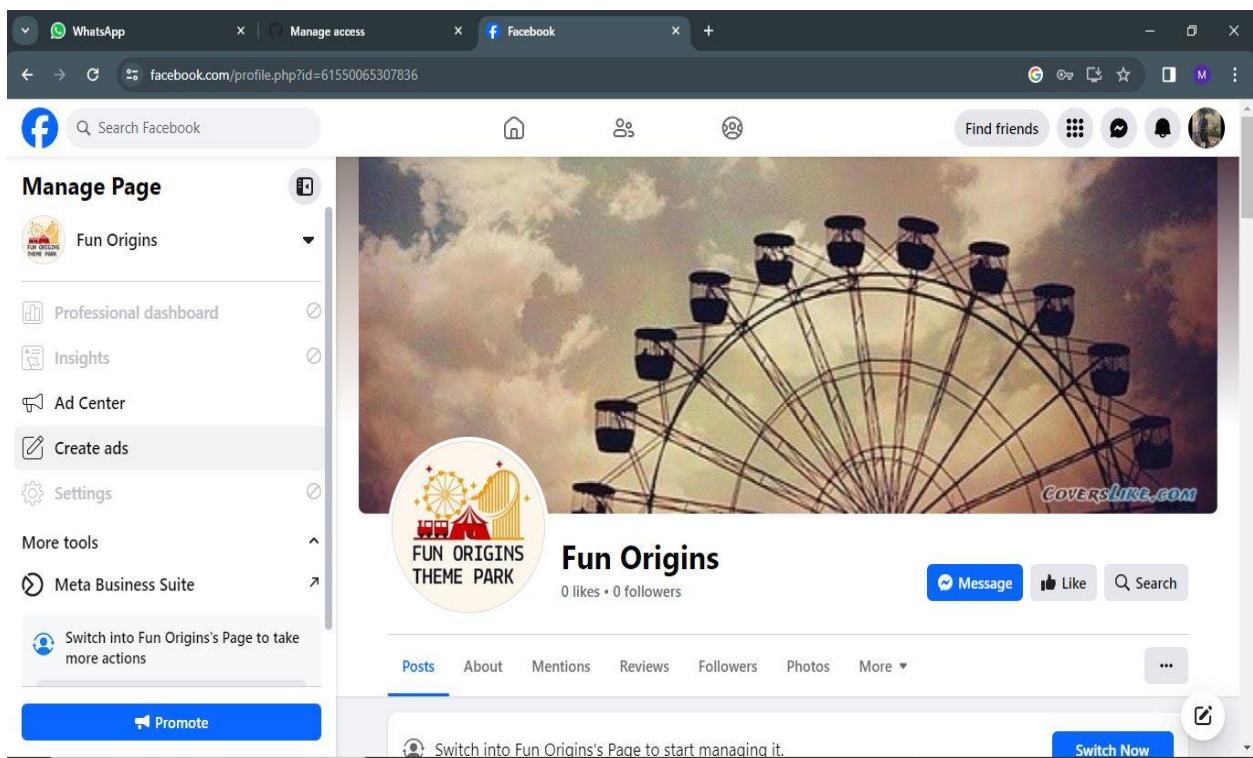 WhatsApp
Manage access
Facebook
facebook.com/profile.php?id=61550065307836
M
Search Facebook
Find friends
Manage Page
Fun Origins
Professional dashboard
Insights
Ad Center
Create ads
Settings
More tools
Meta Business Suite
Switch into Fun Origins's Page to take
more actions
Promote
COVERSLIKE.COM
FUN ORIGINS
THEME PARK
Fun Origins
0 likes • 0 followers
Message
Like
Search
Posts
About
Mentions
Reviews
Followers
Photos
More
Switch into Fun Origins's Page to start managing it.
Switch Now